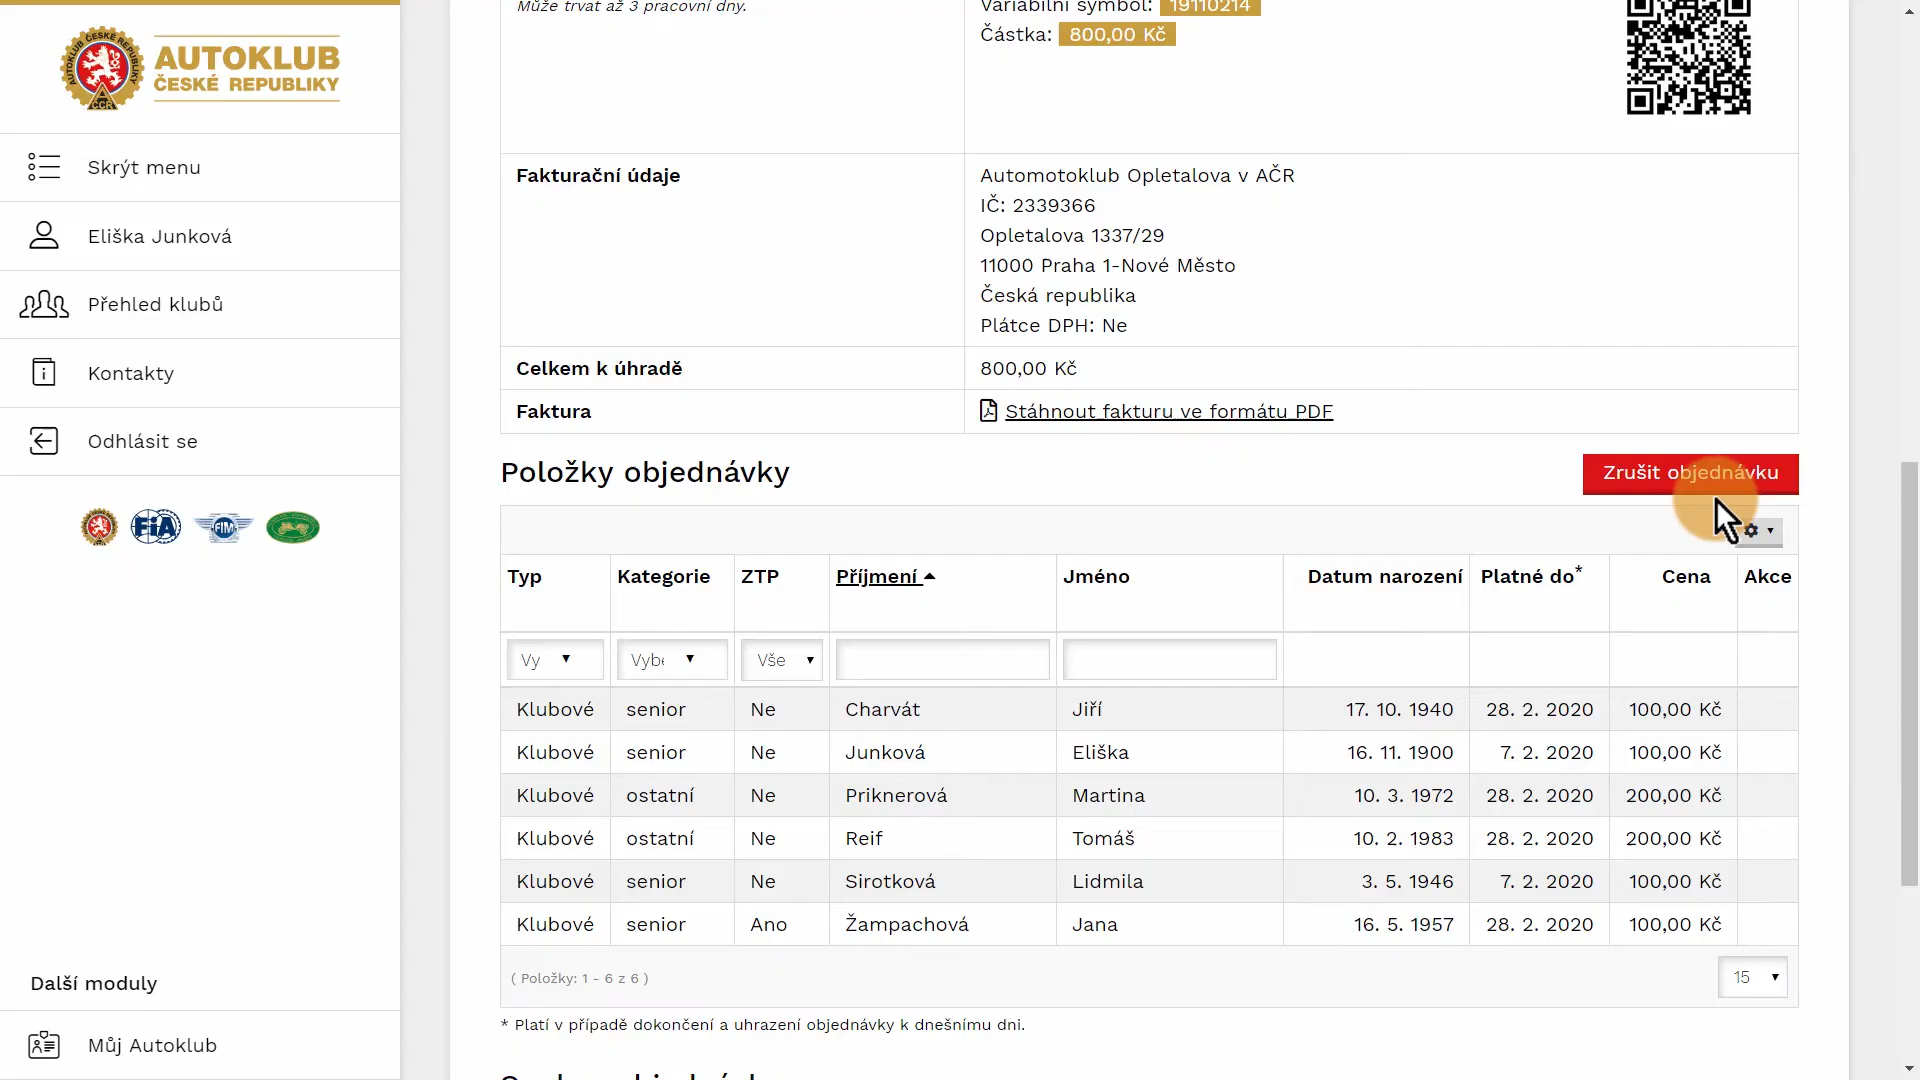 AUTOKLUB
ČESKÉ REPUBLIKY
Skrýt menu
Eliška Junková
Přehled klubů
Kontakty
Odhlásit se
FiA
FIM
Další moduly
Můj Autoklub
Může trvat až 3 pracovní dny.
Variabilní symbol: 19110214
Částka: 800,00 Kč
Fakturační údaje
Automotoklub Opletalova v AČR
IČ: 2339366
Opletalova 1337/29
11000 Praha 1-Nové Město
Česká republika
Plátce DPH: Ne
Celkem k úhradě 800,00 Kč
Faktura Stáhnout fakturu ve formátu PDF
Položky objednávky Zrušit objednávku
Typ Kategorie ZTP Příjmení Jméno Datum narození Platné do* Cena Akce
Vy Vybe Vše
Klubové senior Ne Charvát Jiří 17. 10. 1940 28. 2. 2020 100,00 Kč
Klubové senior Ne Junková Eliška 16. 11. 1900 7. 2. 2020 100,00 Kč
Klubové ostatní Ne Priknerová Martina 10. 3. 1972 28. 2. 2020 200,00 Kč
Klubové ostatní Ne Reif Tomáš 10. 2. 1983 28. 2. 2020 200,00 Kč
Klubové senior Ne Sirotková Lidmila 3. 5. 1946 7. 2. 2020 100,00 Kč
Klubové senior Ano Žampachová Jana 16. 5. 1957 28. 2. 2020 100,00 Kč
( Položky: 1 - 6 z 6 ) 15
* Platí v případě dokončení a uhrazení objednávky k dnešnímu dni.